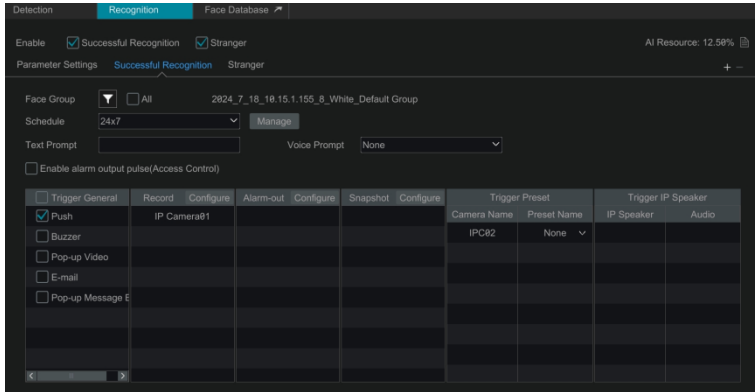 Detection Recognition Face Database
Enable Successful Recognition Stranger AI Resource: 12.50%
Parameter Settings Successful Recognition Stranger + −
Face Group All 2024_7_18_10.15.1.155_8_White_Default Group
Schedule 24x7 Manage
Text Prompt Voice Prompt None
Enable alarm output pulse(Access Control)
Trigger General Record Configure Alarm-out Configure Snapshot Configure Trigger Preset Trigger IP Speaker
Camera Name Preset Name IP Speaker Audio
Push IP Camera01
IPC02 None
Buzzer
Pop-up Video
E-mail
Pop-up Message E